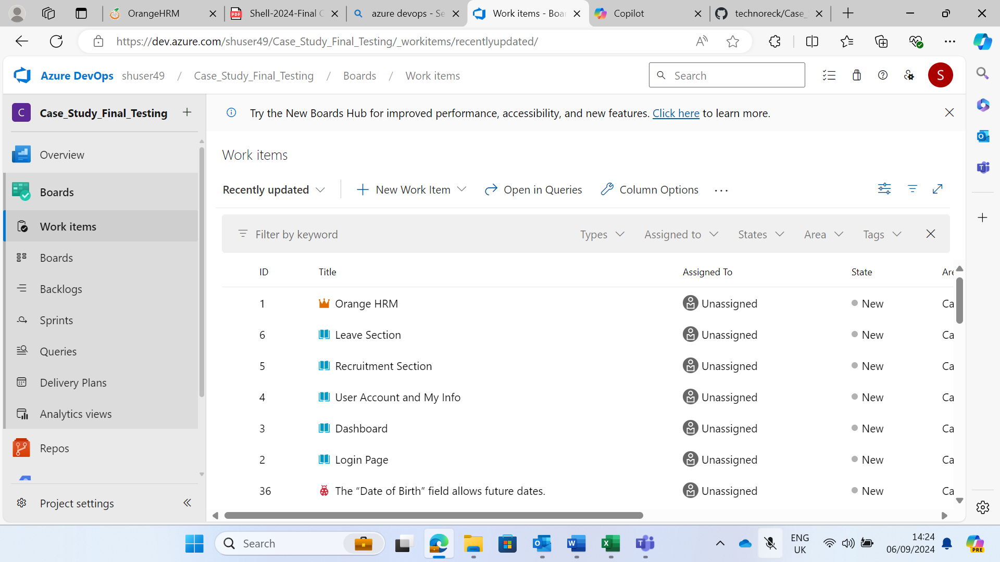 OrangeHRM
Shell-2024-Final C
azure devops - Se
Work items - Boar
Copilot
technoreck/Case_
https://dev.azure.com/shuser49/Case_Study_Final_Testing/_workitems/recentlyupdated/
Azure DevOps shuser49 / Case_Study_Final_Testing / Boards / Work items
Search
S
C Case_Study_Final_Testing
Try the New Boards Hub for improved performance, accessibility, and new features. Click here to learn more.
Overview
Boards
Work items
Boards
Backlogs
Sprints
Queries
Delivery Plans
Analytics views
Repos
Project settings
Work items
Recently updated
New Work Item
Open in Queries
Column Options
Filter by keyword
Types
Assigned to
States
Area
Tags
ID Title Assigned To State Are
1 Orange HRM Unassigned New Ca
6 Leave Section Unassigned New Ca
5 Recruitment Section Unassigned New Ca
4 User Account and My Info Unassigned New Ca
3 Dashboard Unassigned New Ca
2 Login Page Unassigned New Ca
36 The “Date of Birth” field allows future dates. Unassigned New Ca
Search
ENG
UK
14:24
06/09/2024
PRE